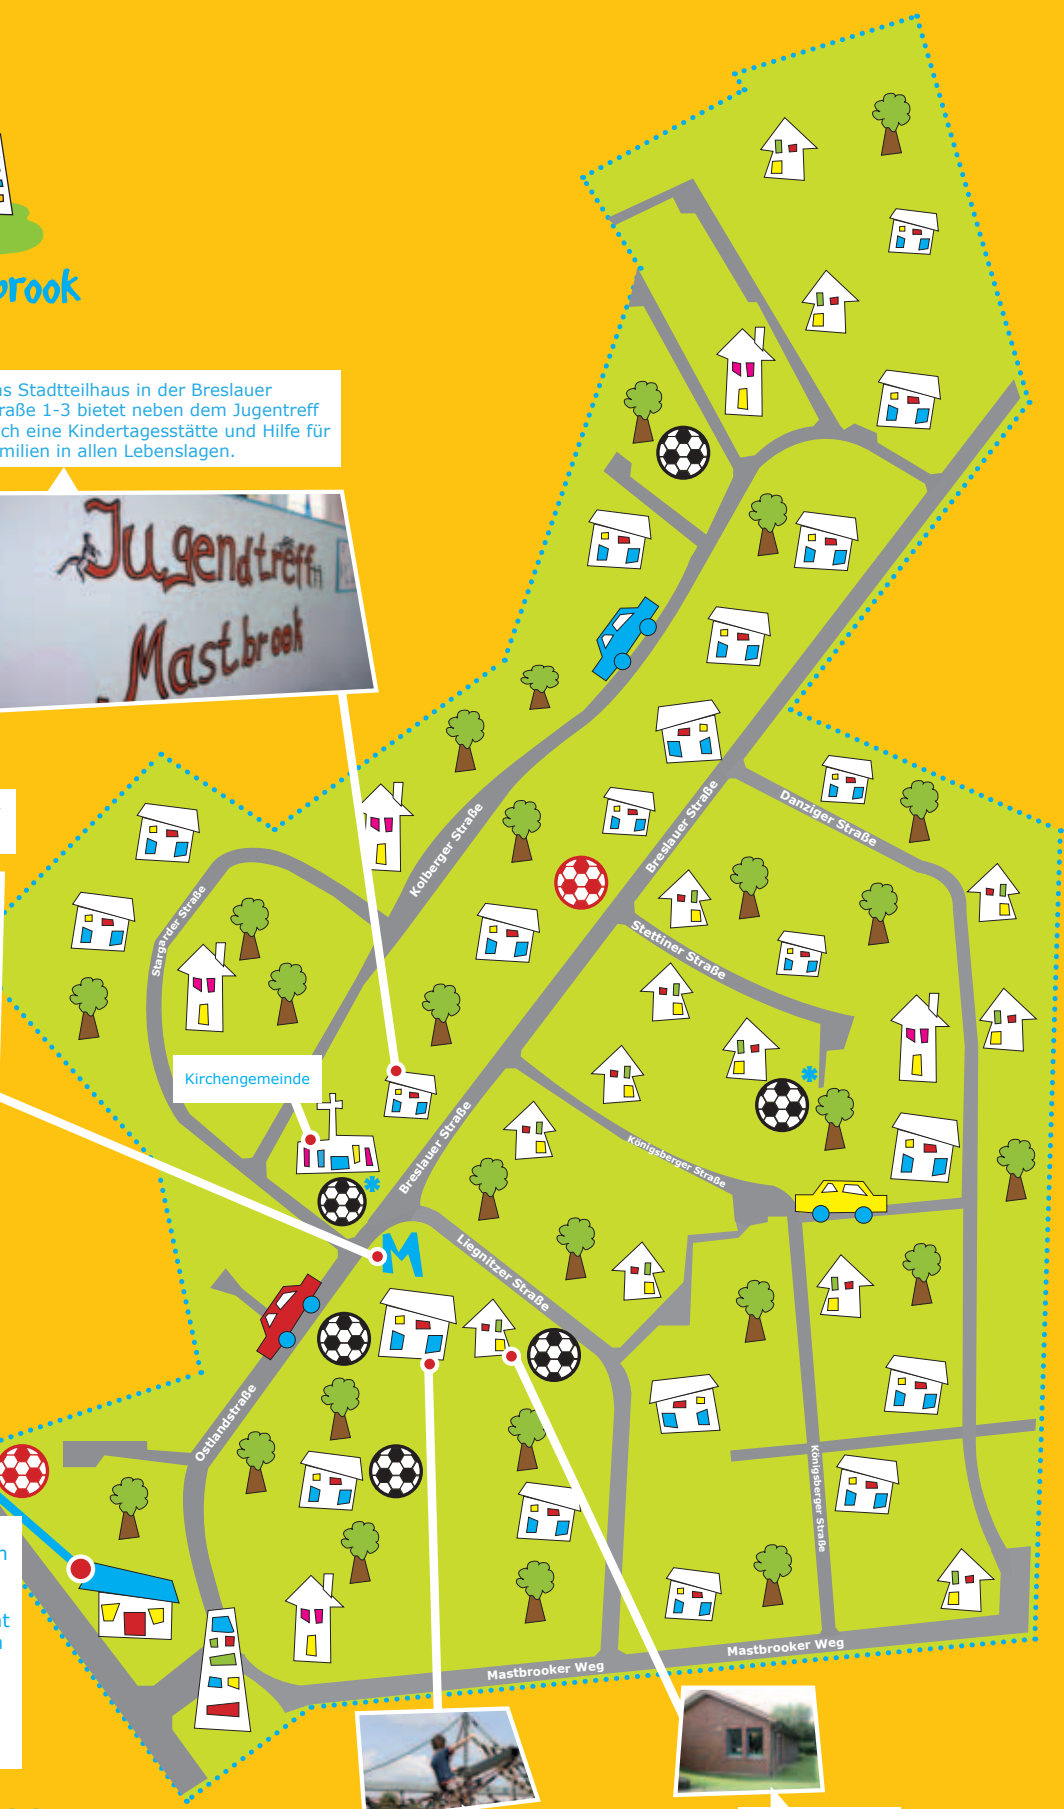 brook
as Stadtteilhaus in der Breslauer
raße 1-3 bietet neben dem Jugentreff
ch eine Kindertagesstätte und Hilfe für
milien in allen Lebenslagen.
Jugendtreff
Mastbrook
Danziger Straße
Breslauer Straße
Kolberger Straße
Stargarder Straße
Stettiner Straße
Kirchengemeinde
Breslauer Straße
Königsberger Straße
M
Liegnitzer Straße
Ostlandstraße
Königsberger Straße
n
nt
n
Mastbrooker Weg
Mastbrooker Weg